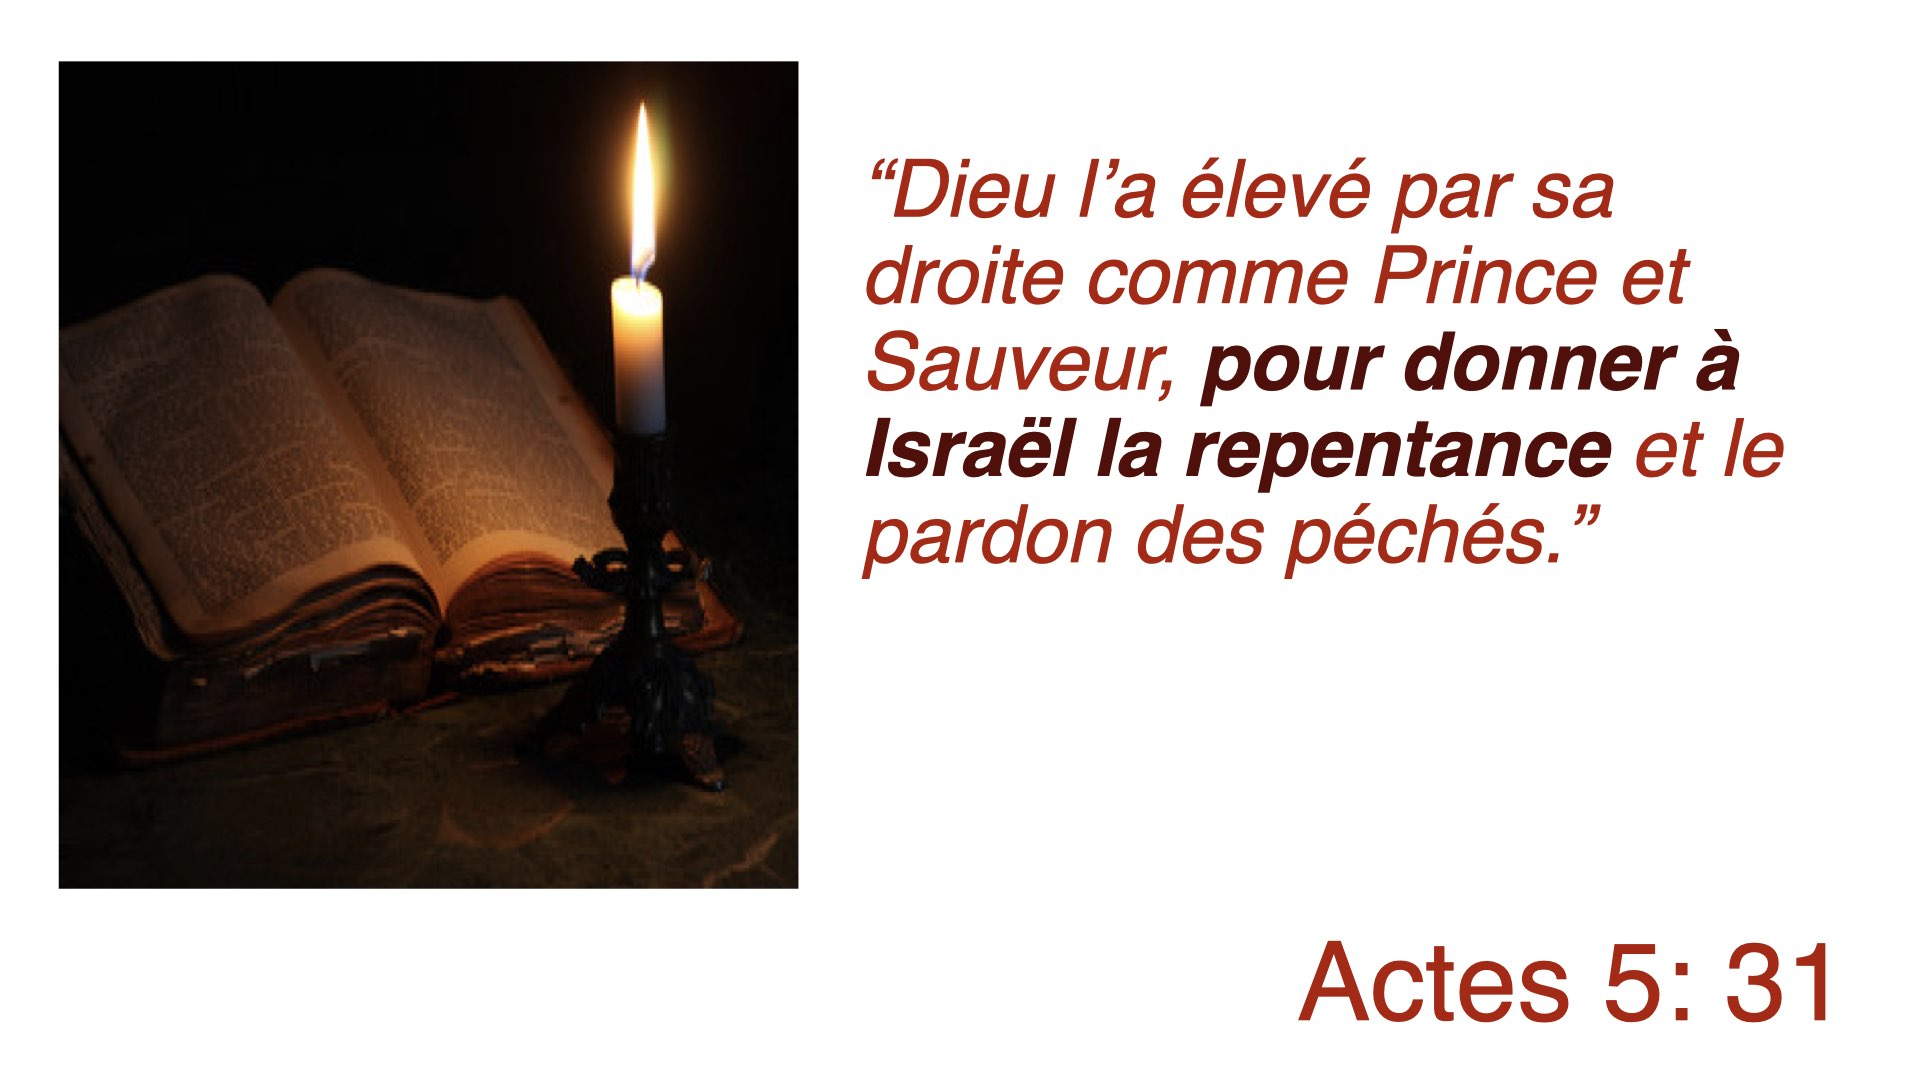 “Dieu l’a élevé par sa
droite comme Prince et
Sauveur, pour donner à
Israël la repentance et le
pardon des péchés.”
Actes 5: 31